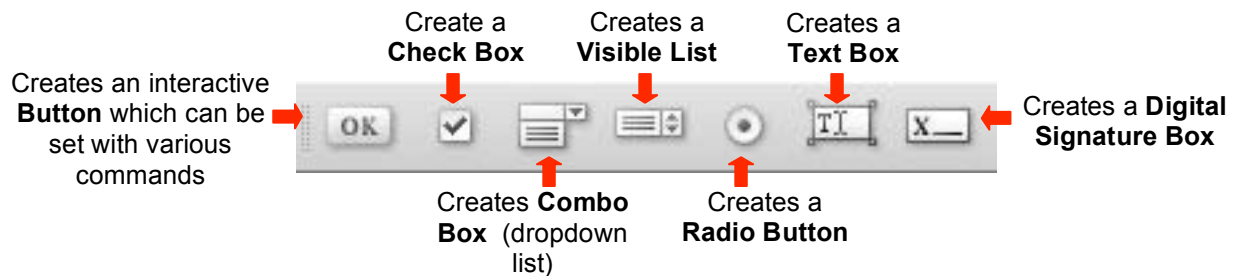 Creates an interactive
Button which can be
set with various
commands
Create a
Check Box
Creates a
Visible List
Creates a
Text Box
Creates a Digital
Signature Box
OK
TI
X
Creates Combo
Box (dropdown
list)
Creates a
Radio Button